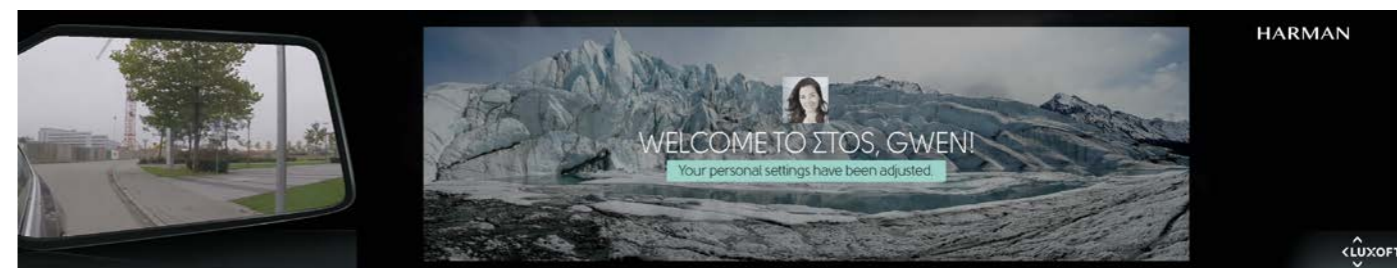 HARMAN
WELCOME TO ΣTOS, GWEN!
Your personal settings have been adjusted.
LUXOFT